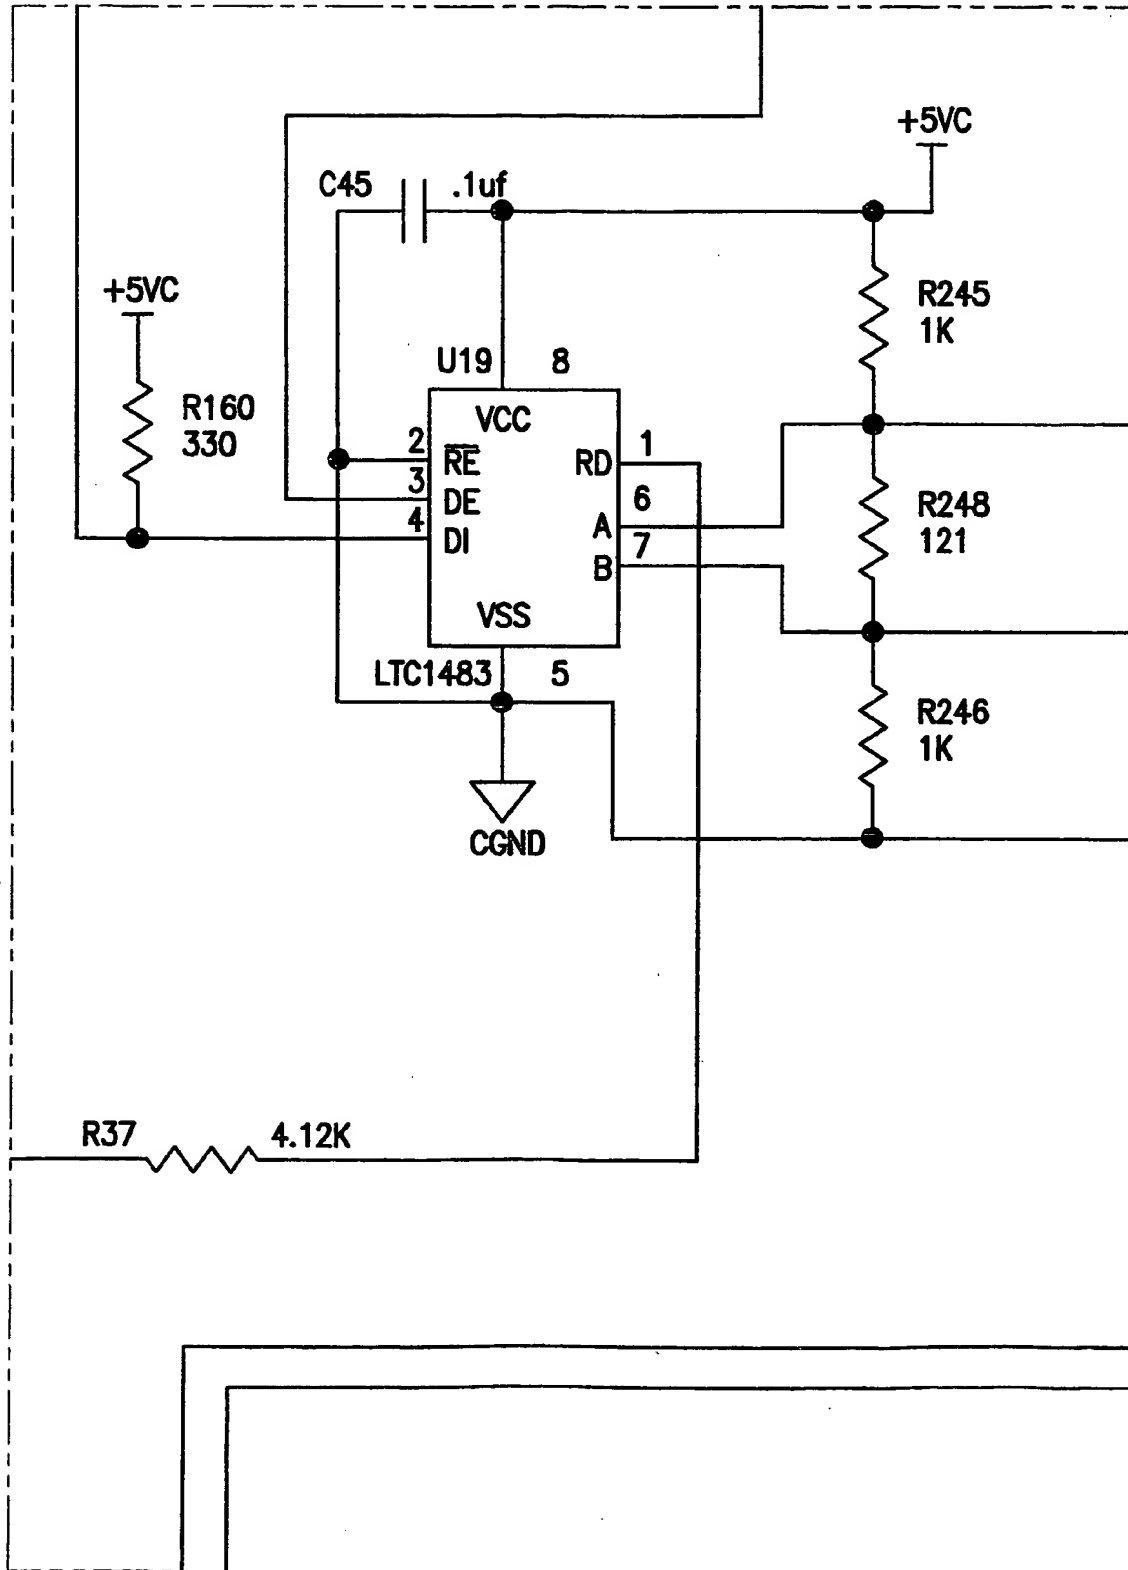 +5VC
C45 .1uf
+5VC
R245
1K
U19 8
R160
330
VCC
2 RE RD 1
3 DE 6
4 DI A
7
B
R248
121
VSS
LTC1483 5
R246
1K
CGND
R37 4.12K